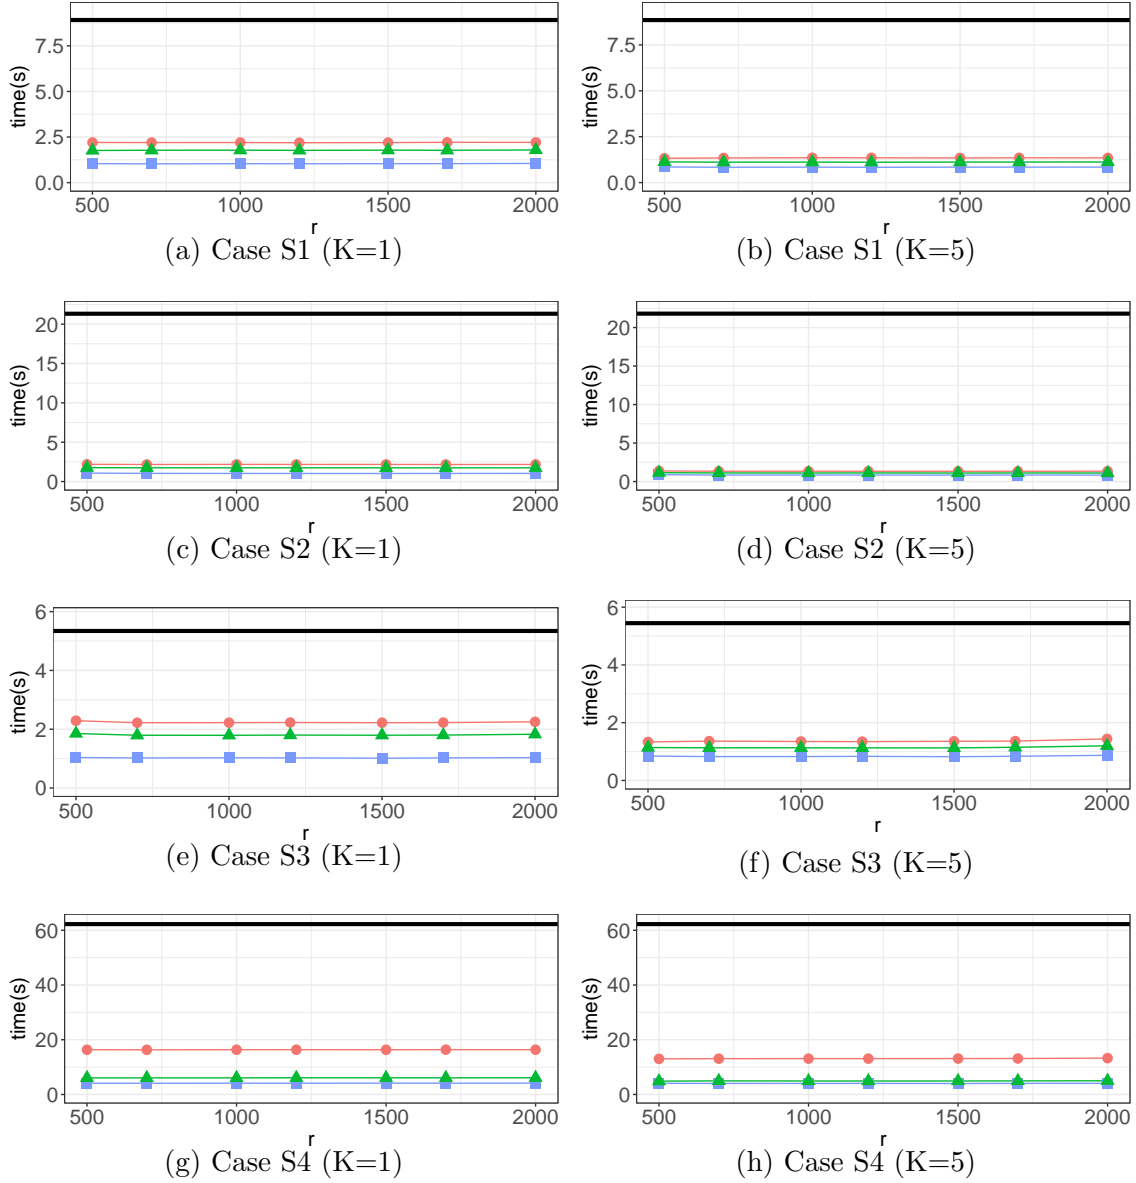 time(s)
7.5
5.0
2.5
0.0
500 1000 1500 2000
r
(a) Case S1 (K=1)
time(s)
7.5
5.0
2.5
0.0
500 1000 1500 2000
r
(b) Case S1 (K=5)
time(s)
20
15
10
5
0
500 1000 1500 2000
r
(c) Case S2 (K=1)
time(s)
20
15
10
5
0
500 1000 1500 2000
r
(d) Case S2 (K=5)
time(s)
6
4
2
0
500 1000 1500 2000
r
(e) Case S3 (K=1)
time(s)
6
4
2
0
500 1000 1500 2000
r
(f) Case S3 (K=5)
time(s)
60
40
20
0
500 1000 1500 2000
r
(g) Case S4 (K=1)
time(s)
60
40
20
0
500 1000 1500 2000
r
(h) Case S4 (K=5)